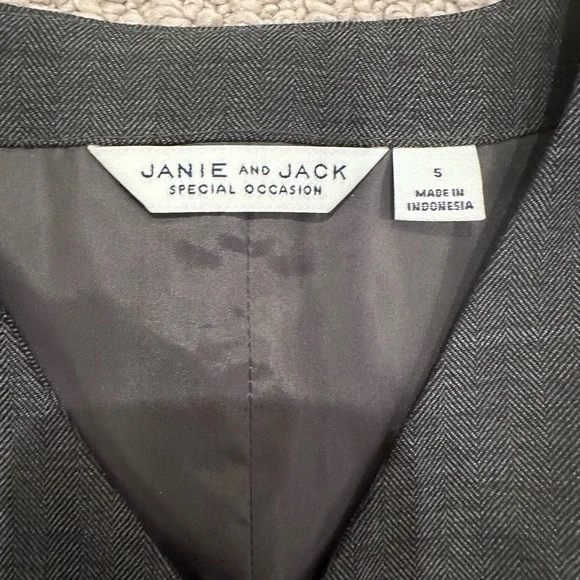 JANIE AND JACK
SPECIAL OCCASION
5
MADE IN
INDONESIA